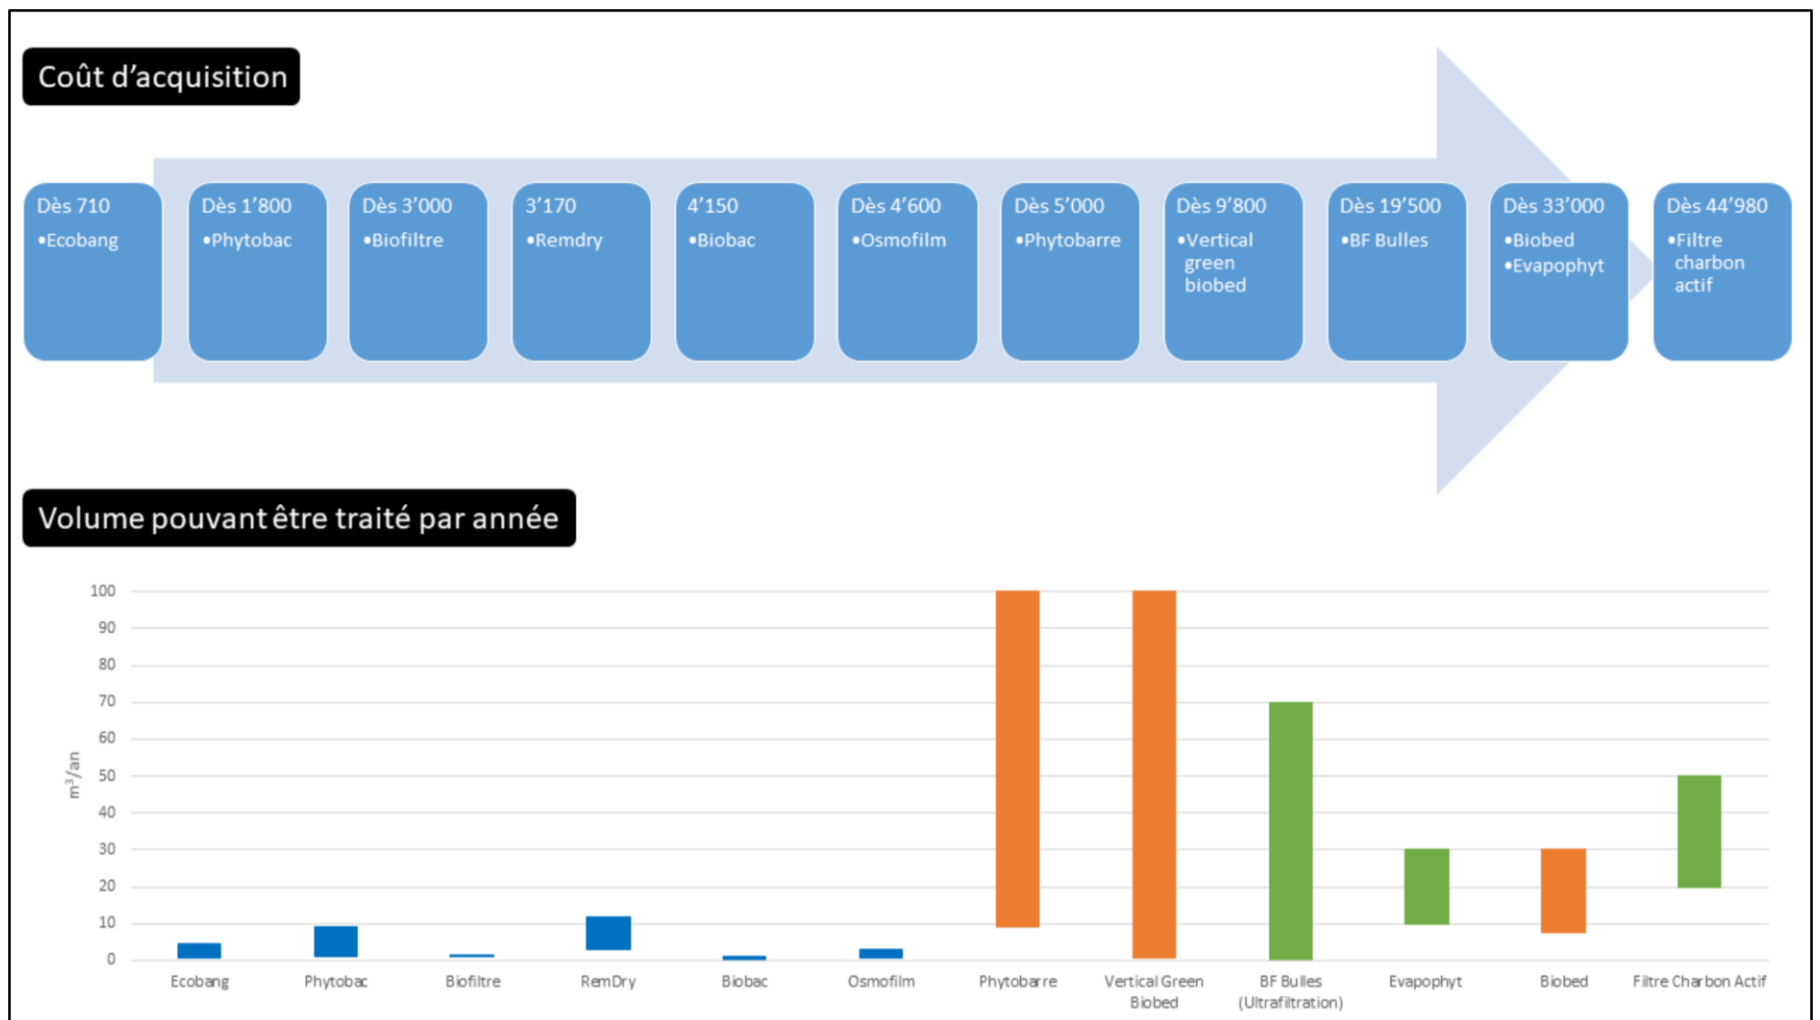 Coût d’acquisition
Dès 710
•Ecobang
Dès 1’800
•Phytobac
Dès 3’000
•Biofiltre
3’170
•Remdry
4’150
•Biobac
Dès 4’600
•Osmofilm
Dès 5’000
•Phytobarre
Dès 9’800
•Vertical
green
biobed
Dès 19’500
•BF Bulles
Dès 33’000
•Biobed
•Evapophyt
Dès 44’980
•Filtre
charbon
actif
Volume pouvant être traité par année
m³/an
100
90
80
70
60
50
40
30
20
10
0
Ecobang
Phytobac
Biofiltre
RemDry
Biobac
Osmofilm
Phytobarre
Vertical Green
Biobed
BF Bulles
(Ultrafiltration)
Evapophyt
Biobed
Filtre Charbon Actif